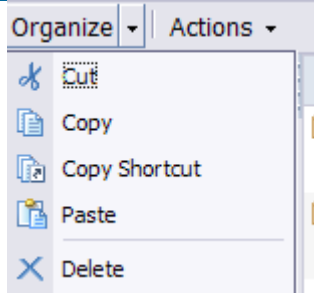 Organize Actions
Cut
Copy
Copy Shortcut
Paste
Delete